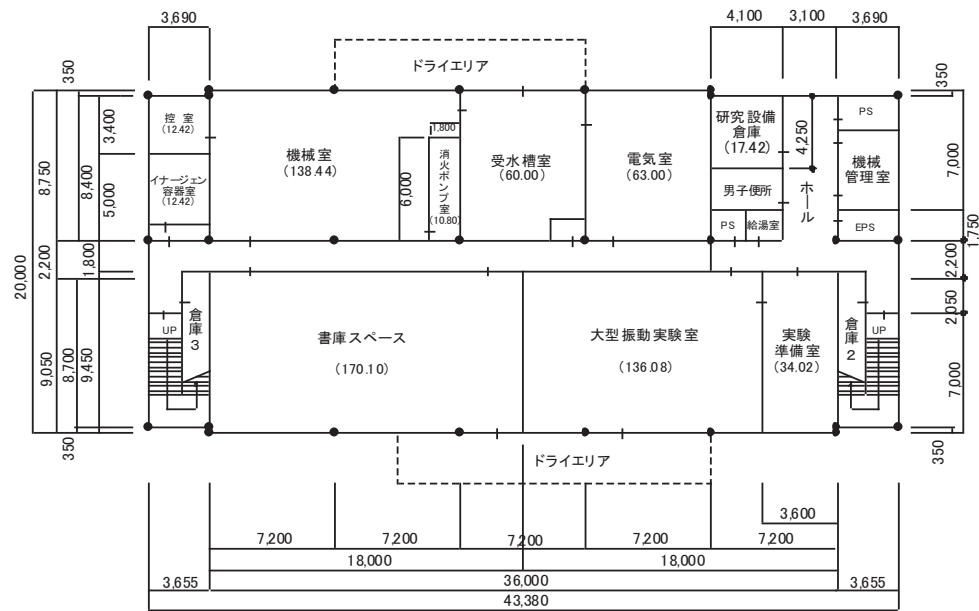 3,690
4,100
3,100
3,690
ドライエリア
350
350
控室
(12.42)
機械室
(138.44)
1,800
消火ポンプ室
(10.80)
6,000
受水槽室
(60.00)
電気室
(63.00)
研究設備
倉庫
(17.42)
4,250
PS
機械
管理室
イナージェン
容器室
(12.42)
男子便所
ホール
PS
給湯室
EPS
3,400
8,400
8,750
5,000
7,000
1,750
20,000
2,200
1,800
2,200
2,050
UP
倉庫3
書庫スペース
(170.10)
大型振動実験室
(136.08)
実験
準備室
(34.02)
倉庫2
UP
9,050
8,700
9,450
7,000
350
350
ドライエリア
3,600
7,200
7,200
7,200
7,200
7,200
18,000
18,000
3,655
36,000
3,655
43,380